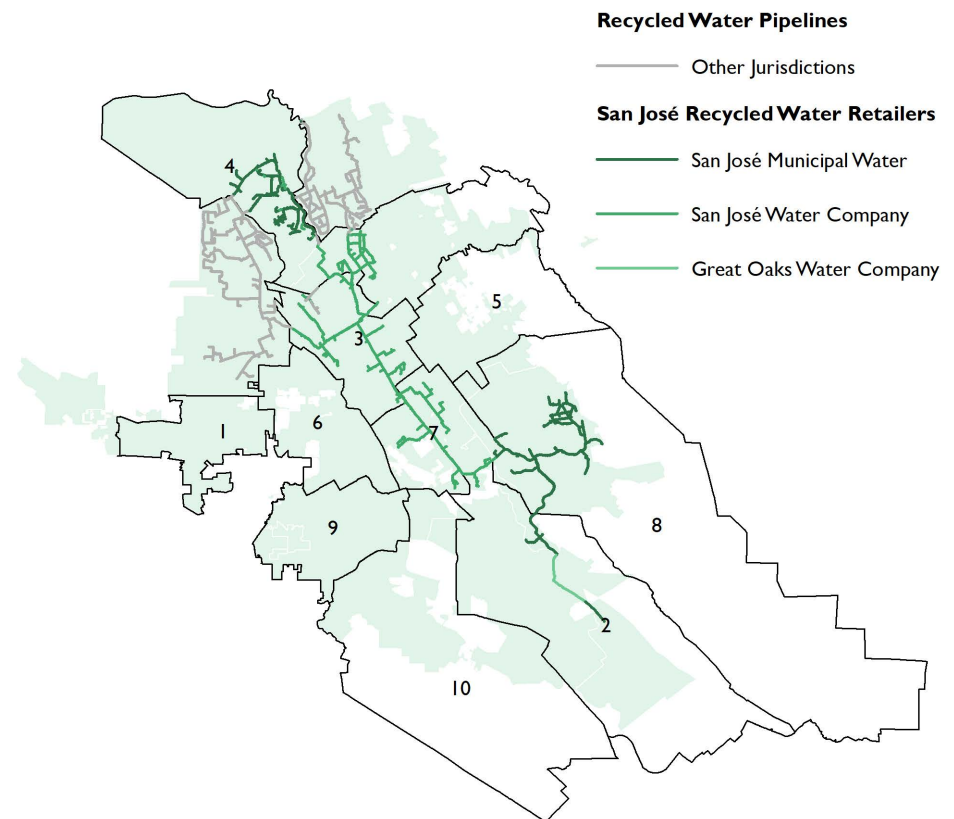 Recycled Water Pipelines
Other Jurisdictions
San José Recycled Water Retailers
San José Municipal Water
San José Water Company
Great Oaks Water Company
4
5
3
6
7
1
9
8
2
10